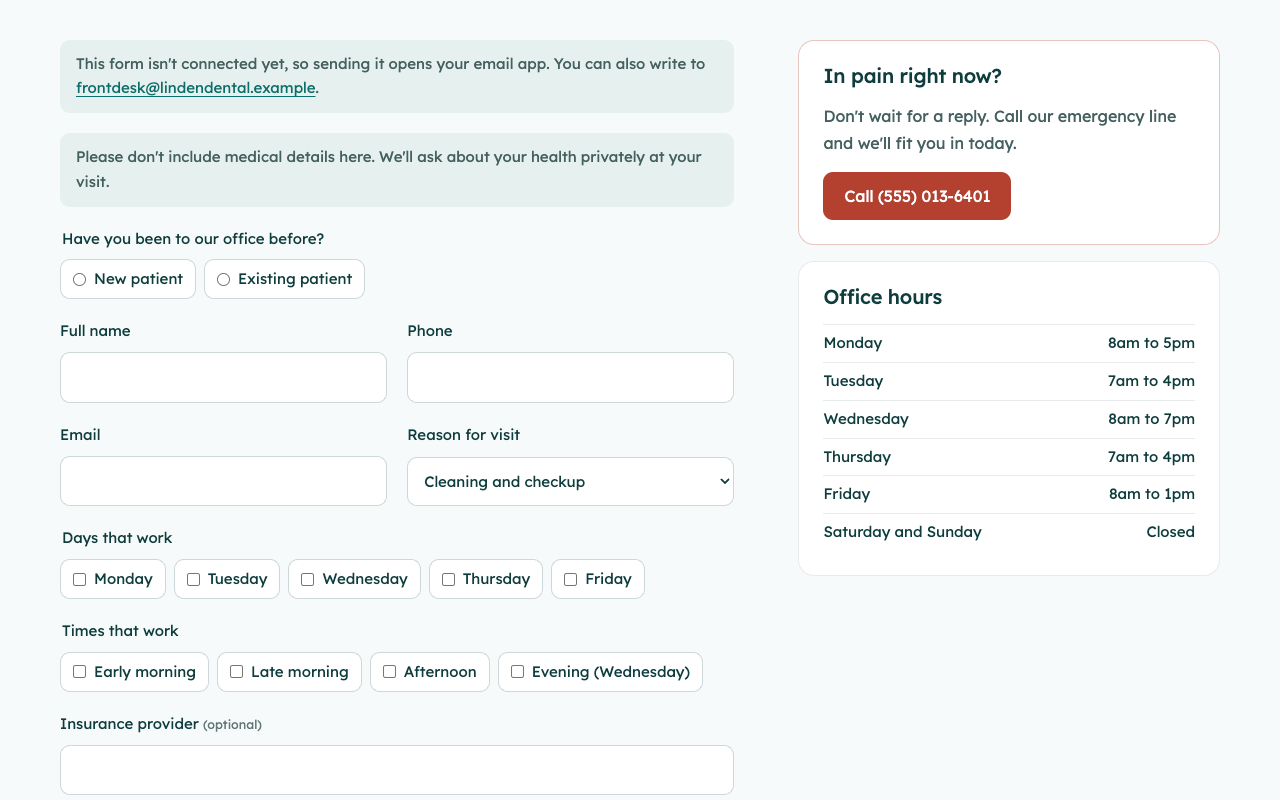 This form isn't connected yet, so sending it opens your email app. You can also write to
frontdesk@lindendental.example.
Please don't include medical details here. We'll ask about your health privately at your
visit.
Have you been to our office before?
New patient
Existing patient
Full name
Phone
Email
Reason for visit
Cleaning and checkup
Days that work
Monday
Tuesday
Wednesday
Thursday
Friday
Times that work
Early morning
Late morning
Afternoon
Evening (Wednesday)
Insurance provider (optional)
In pain right now?
Don't wait for a reply. Call our emergency line
and we'll fit you in today.
Call (555) 013-6401
Office hours
Monday 8am to 5pm
Tuesday 7am to 4pm
Wednesday 8am to 7pm
Thursday 7am to 4pm
Friday 8am to 1pm
Saturday and Sunday Closed